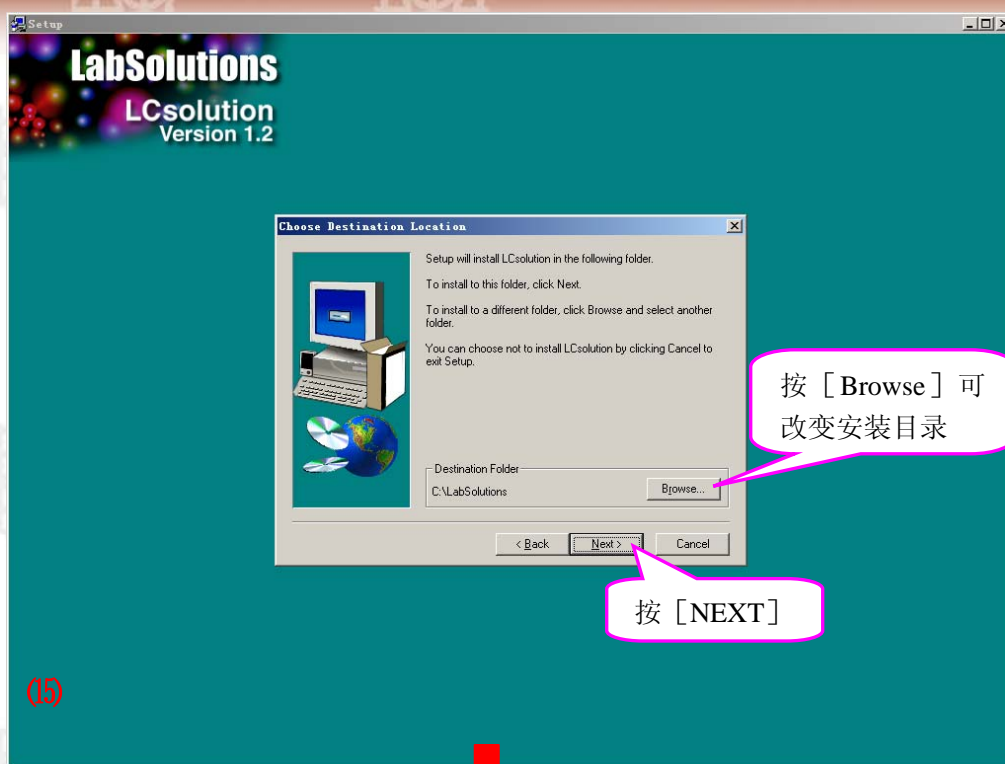 Setup
LabSolutions
LCsolution
Version 1.2
Choose Destination Location
Setup will install LCsolution in the following folder.
To install to this folder, click Next.
To install to a different folder, click Browse and select another
folder.
You can choose not to install LCsolution by clicking Cancel to
exit Setup.
Destination Folder
C:\LabSolutions
Browse...
< Back
Next >
Cancel
按［Browse］可
改变安装目录
按［NEXT］
⒂